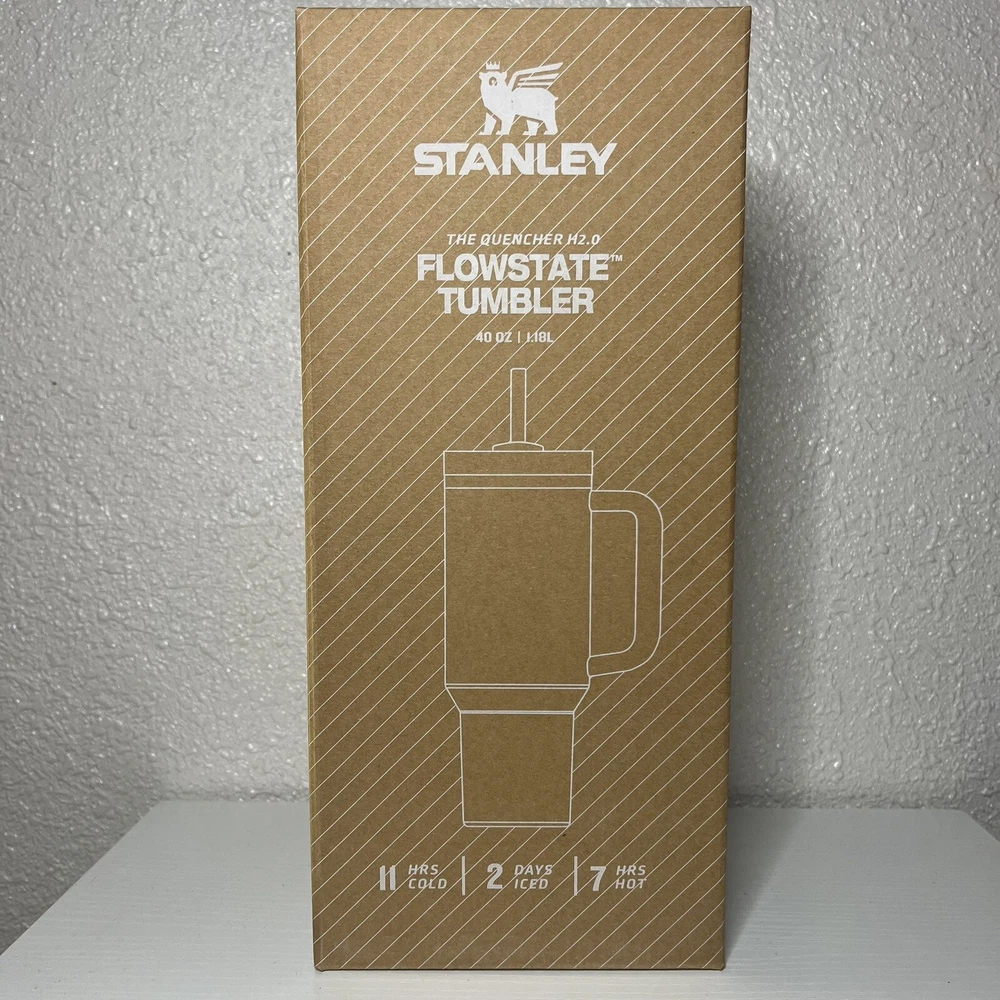 STANLEY
THE QUENCHER H2.0
FLOWSTATE™
TUMBLER
40 OZ | 1.18L
11 HRS COLD | 2 DAYS ICED | 7 HRS HOT